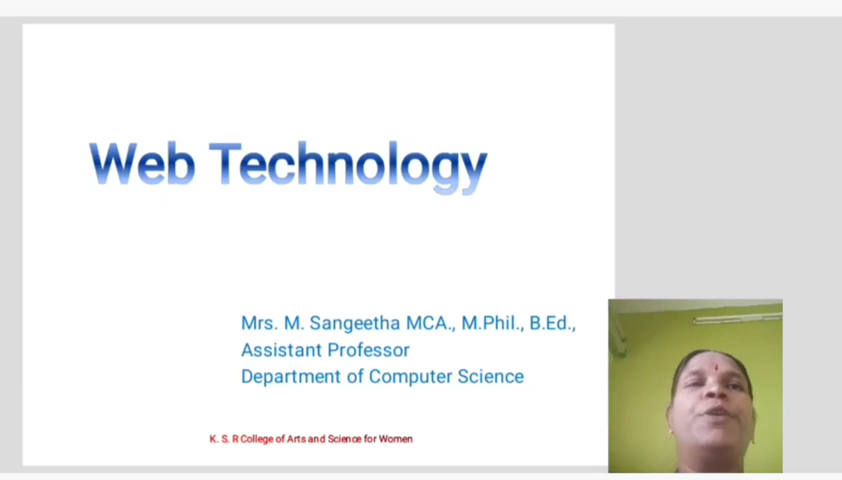 Web Technology
Mrs. M. Sangeetha MCA., M.Phil., B.Ed.,
Assistant Professor
Department of Computer Science
K. S. R College of Arts and Science for Women